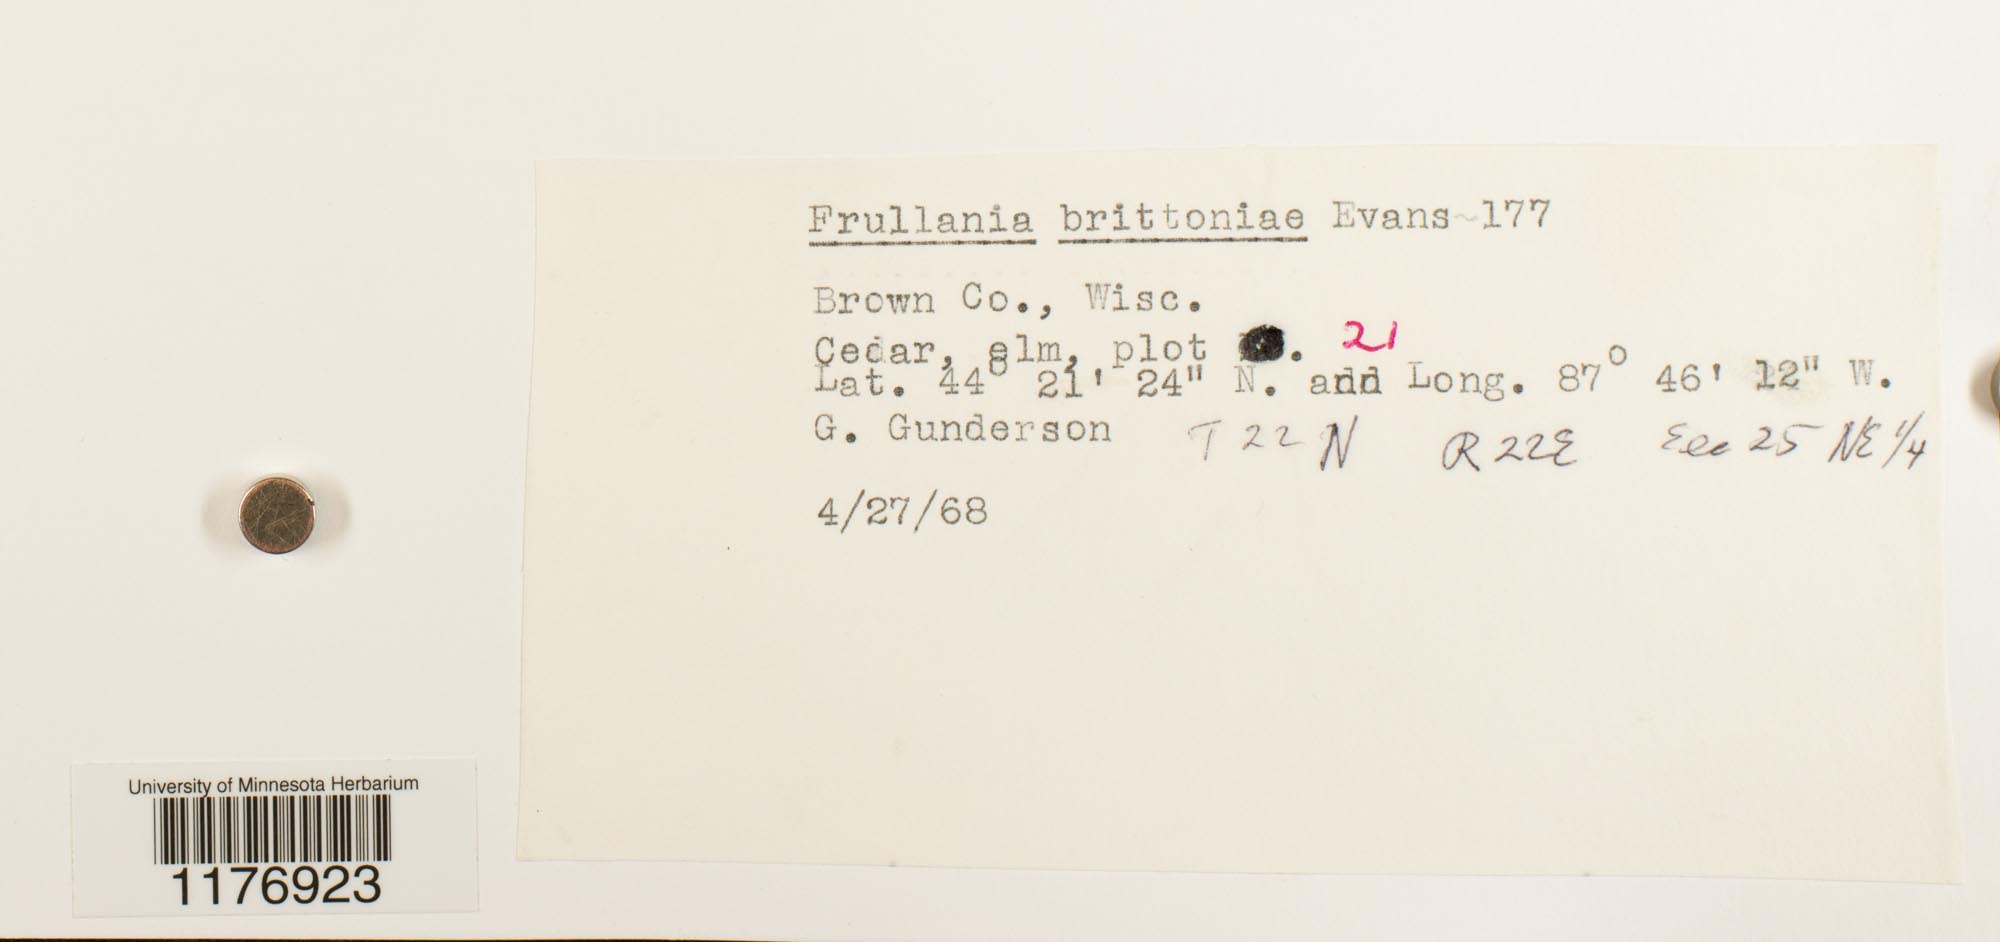 Frullania brittoniae Evans~177
Brown Co., Wisc.
Cedar, elm, plot . 21
Lat. 44° 21' 24" N. and Long. 87° 46' 12" W.
G. Gunderson T 22 N R 22E Sec 25 NE 1/4
4/27/68
University of Minnesota Herbarium
1176923